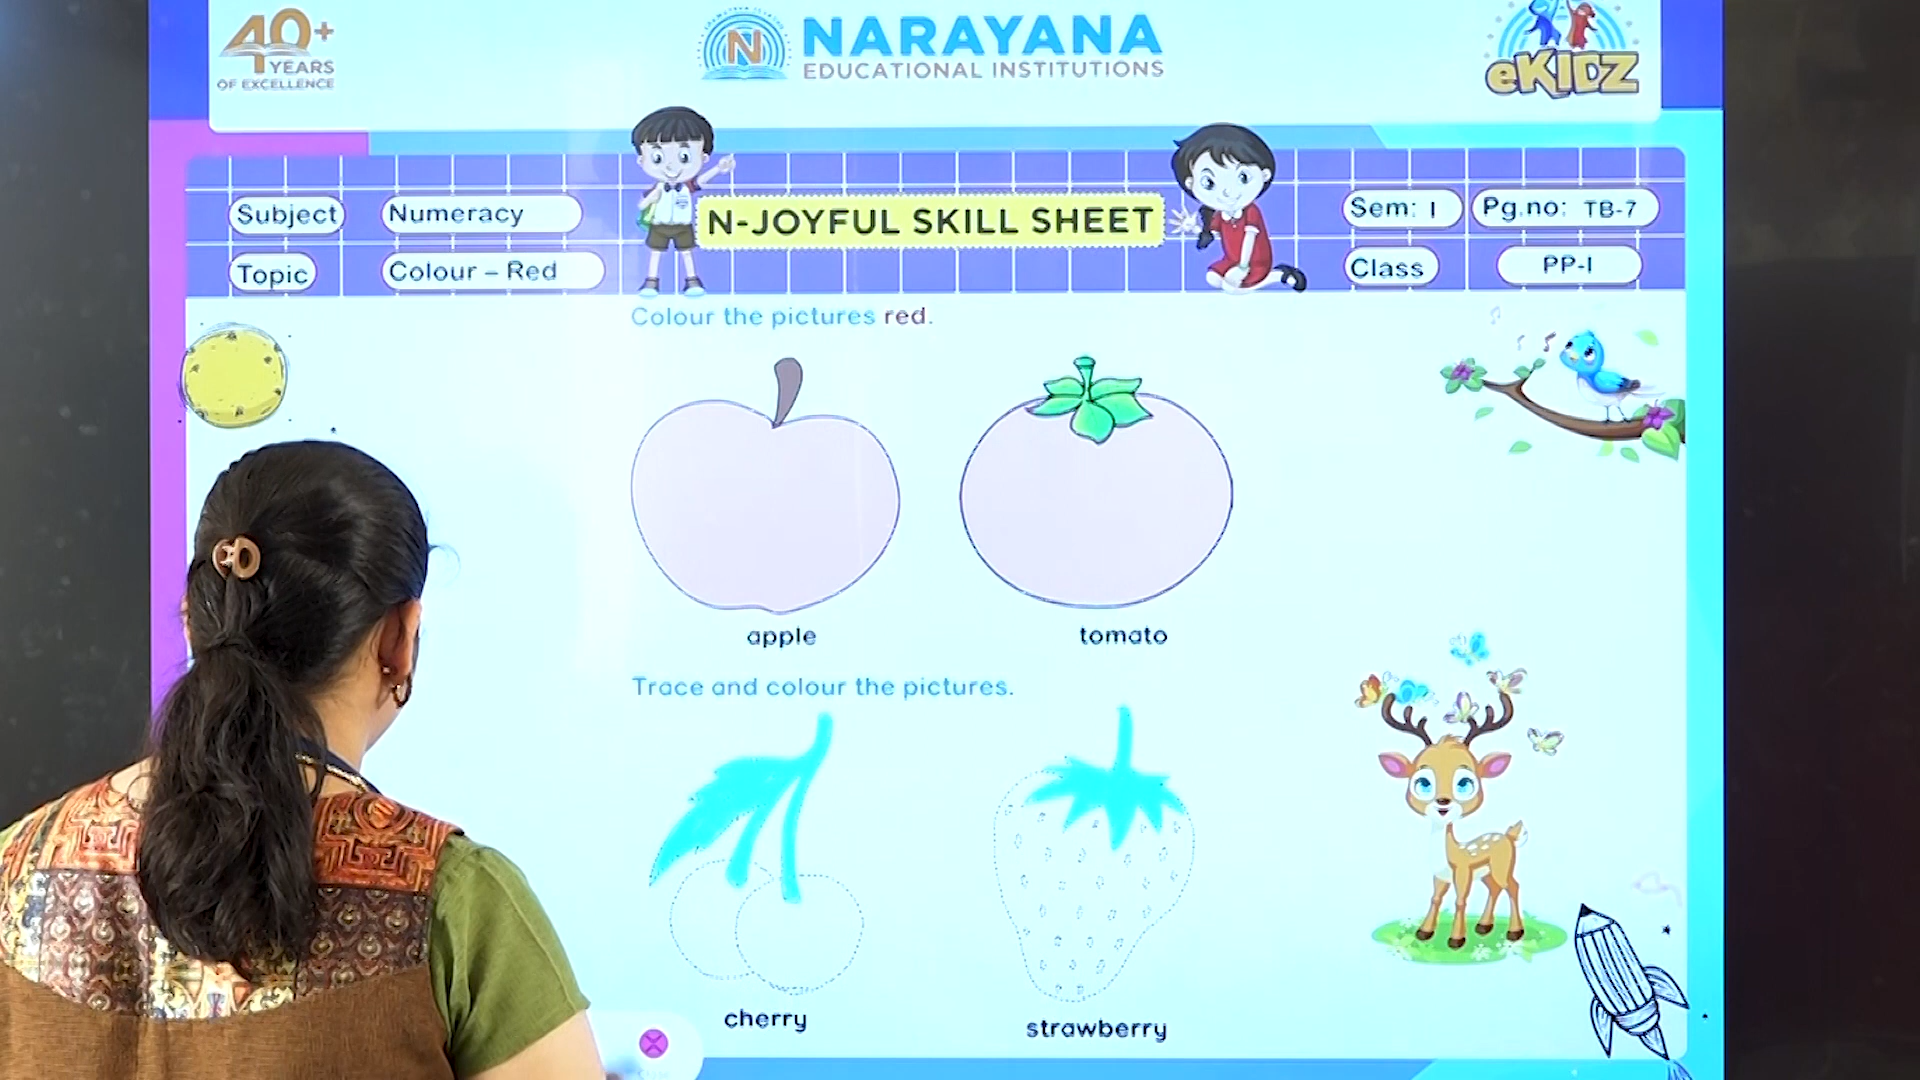 40+
YEARS
OF EXCELLENCE
N
NARAYANA
EDUCATIONAL INSTITUTIONS
eKIDZ
Subject
Numeracy
N-JOYFUL SKILL SHEET
Sem: I
Pg.no: TB-7
Topic
Colour – Red
Class
PP-I
Colour the pictures red.
apple
tomato
Trace and colour the pictures.
cherry
strawberry